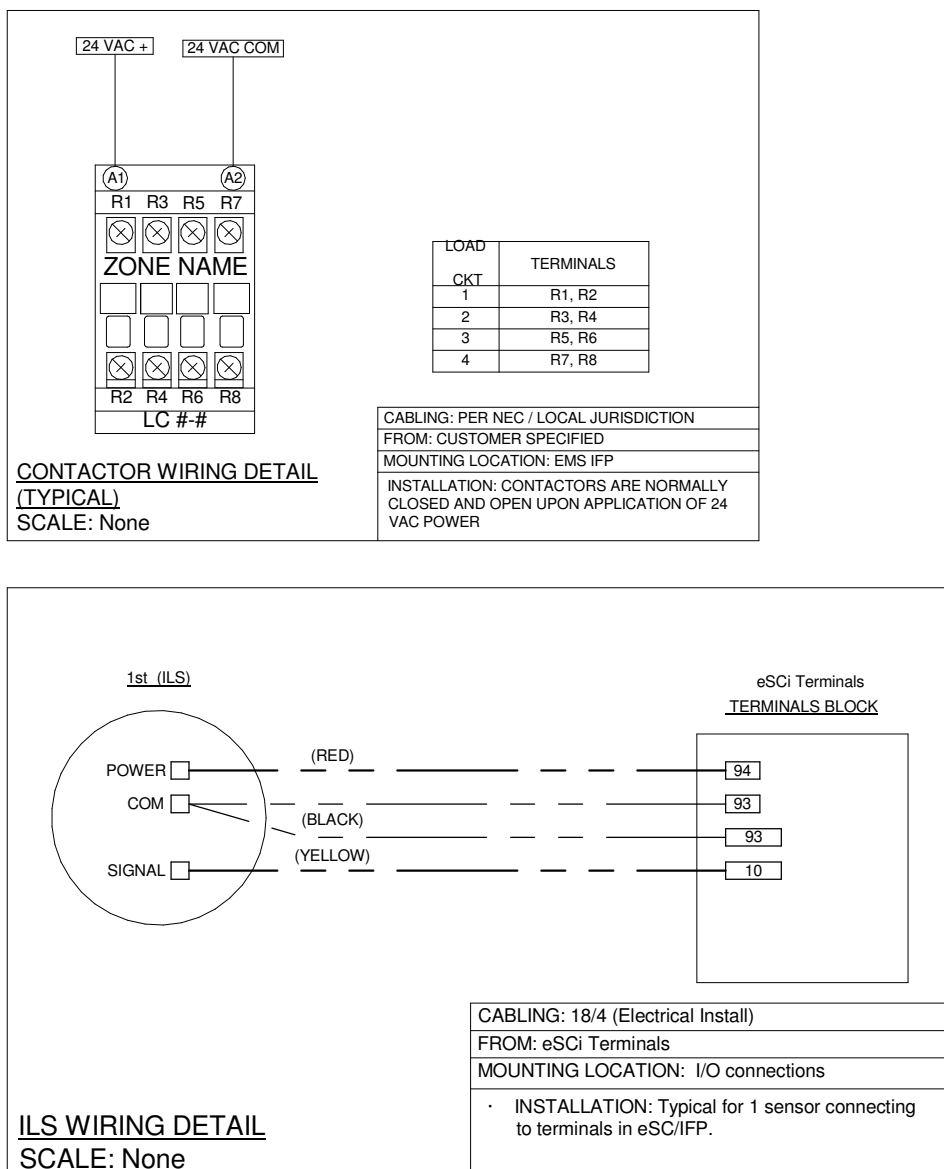 24 VAC +
24 VAC COM
A1
A2
R1 R3 R5 R7
ZONE NAME
R2 R4 R6 R8
LC #-#
LOAD
CKT
TERMINALS
1 R1, R2
2 R3, R4
3 R5, R6
4 R7, R8
CABLING: PER NEC / LOCAL JURISDICTION
FROM: CUSTOMER SPECIFIED
MOUNTING LOCATION: EMS IFP
INSTALLATION: CONTACTORS ARE NORMALLY
CLOSED AND OPEN UPON APPLICATION OF 24
VAC POWER
CONTACTOR WIRING DETAIL
(TYPICAL)
SCALE: None
1st (ILS)
eSCi Terminals
TERMINALS BLOCK
POWER
(RED)
94
COM
93
(BLACK)
93
(YELLOW)
SIGNAL
10
CABLING: 18/4 (Electrical Install)
FROM: eSCi Terminals
MOUNTING LOCATION: I/O connections
· INSTALLATION: Typical for 1 sensor connecting
to terminals in eSC/IFP.
ILS WIRING DETAIL
SCALE: None